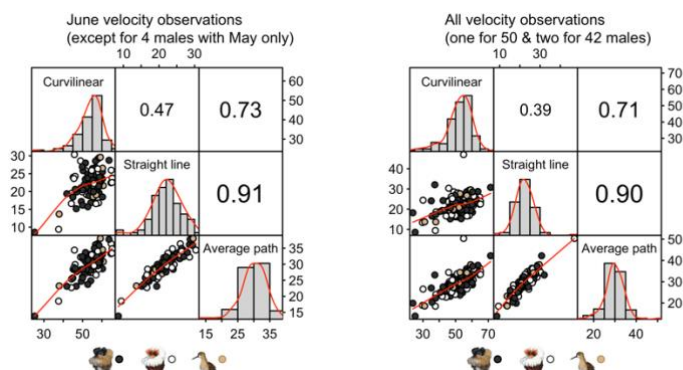 June velocity observations
(except for 4 males with May only)
10 20 30
Curvilinear
0.47
0.73
60
50
40
30
30
25
20
15
10
Straight line
0.91
Average path
35
30
25
20
15
30 50
15 25 35
All velocity observations
(one for 50 & two for 42 males)
10 30
Curvilinear
0.39
0.71
70
60
50
40
30
40
30
20
10
Straight line
0.90
Average path
50
40
30
20
30 50 70
20 40